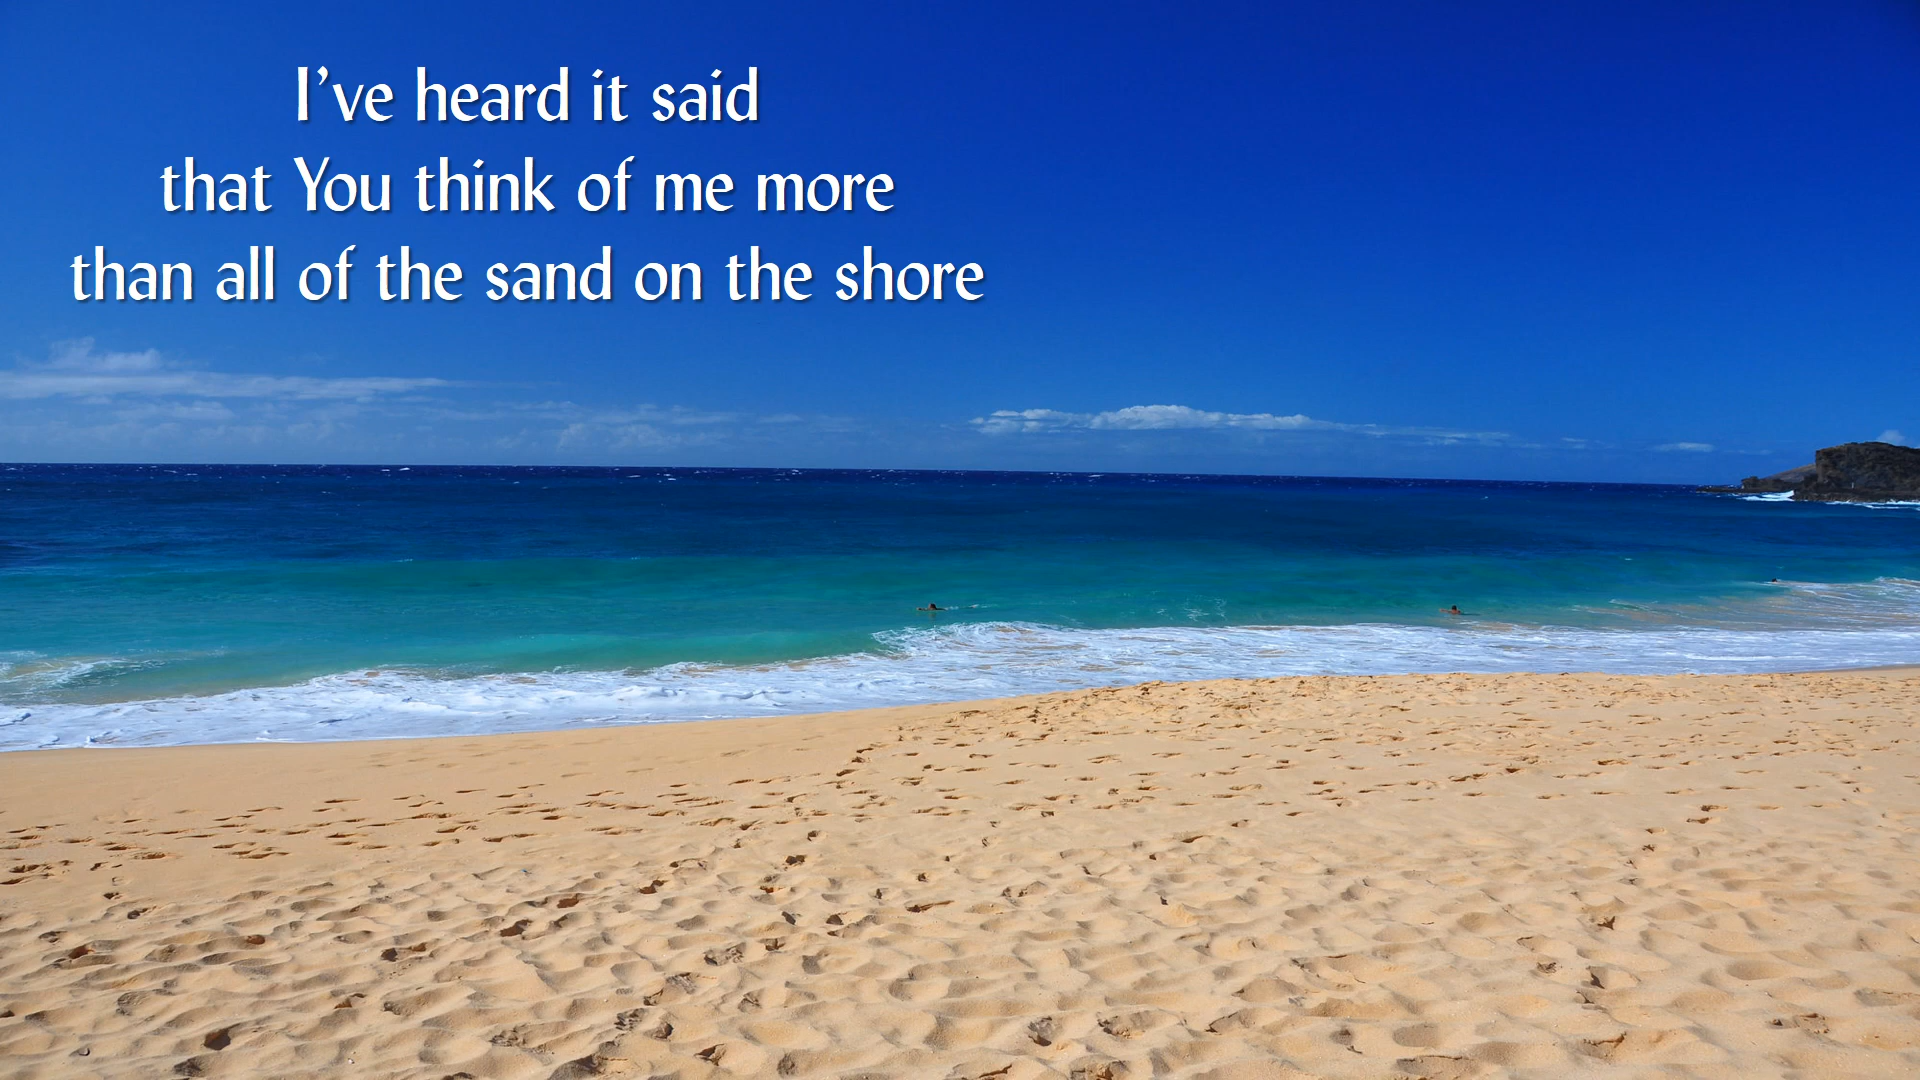 I’ve heard it said
that You think of me more
than all of the sand on the shore